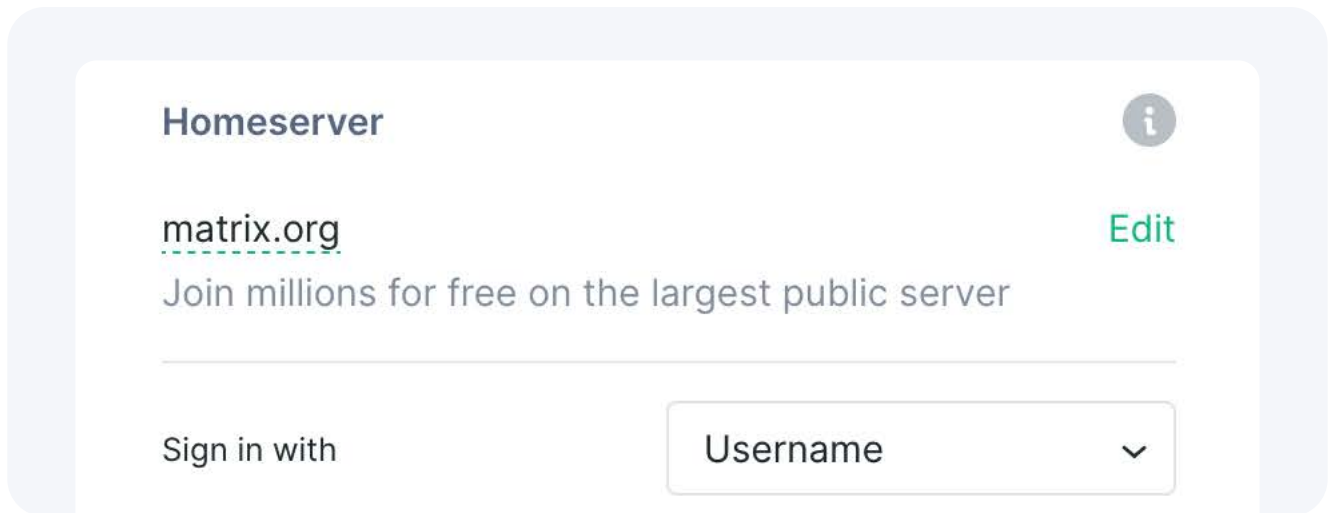 Homeserver
matrix.org
Edit
Join millions for free on the largest public server
Sign in with
Username